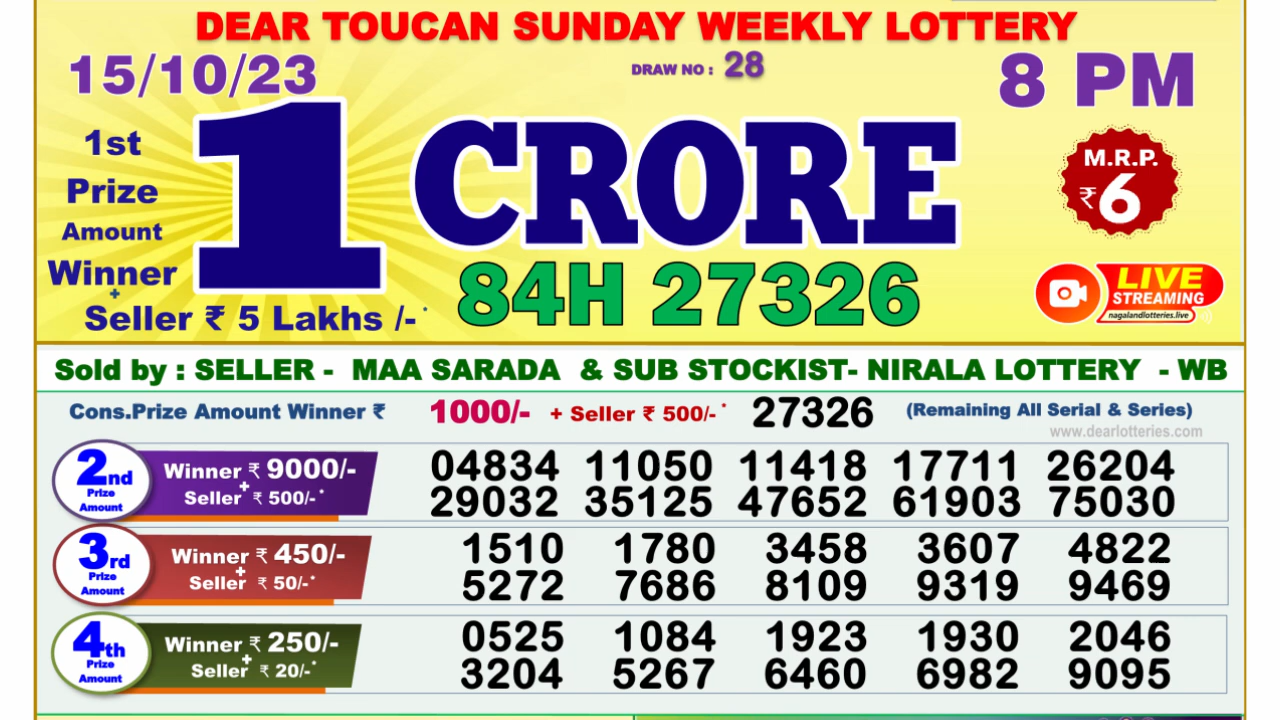 DEAR TOUCAN SUNDAY WEEKLY LOTTERY
15/10/23
DRAW NO : 28
8 PM
1st
Prize
Amount
Winner
+
Seller ₹ 5 Lakhs /-*
1 CRORE
84H 27326
M.R.P.
₹6
LIVE
STREAMING
nagalandlotteries.live
Sold by : SELLER - MAA SARADA & SUB STOCKIST- NIRALA LOTTERY - WB
Cons.Prize Amount Winner ₹ 1000/- + Seller ₹ 500/-* 27326 (Remaining All Serial & Series)
www.dearlotteries.com
2nd
Prize
Amount
Winner ₹ 9000/-
+
Seller ₹ 500/-*
04834 11050 11418 17711 26204
29032 35125 47652 61903 75030
3rd
Prize
Amount
Winner ₹ 450/-
+
Seller ₹ 50/-*
1510 1780 3458 3607 4822
5272 7686 8109 9319 9469
4th
Prize
Amount
Winner ₹ 250/-
+
Seller ₹ 20/-*
0525 1084 1923 1930 2046
3204 5267 6460 6982 9095